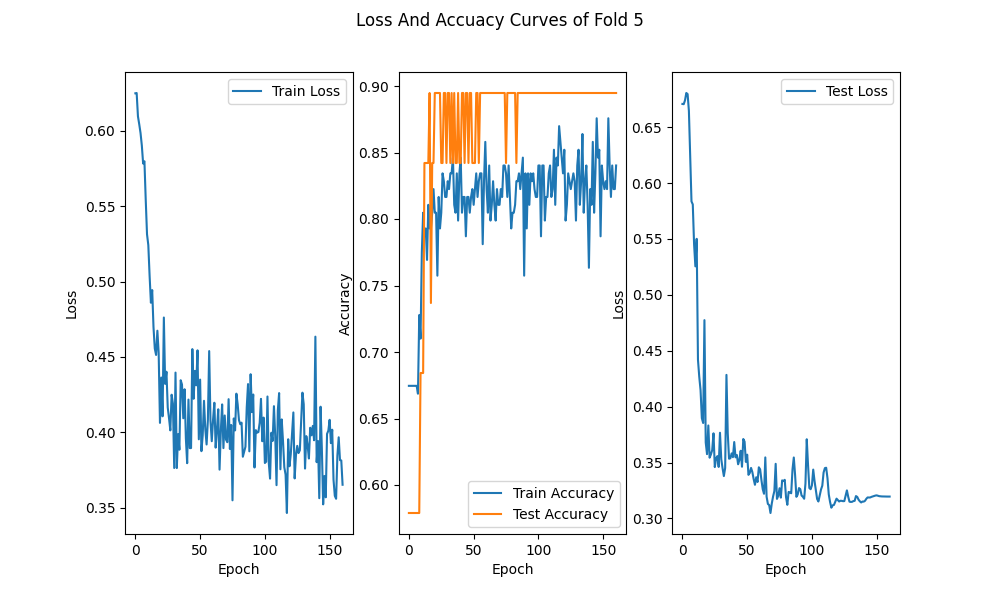 Loss And Accuacy Curves of Fold 5
Train Loss
0.60
0.55
0.50
0.45
0.40
0.35
Loss
0 50 100 150
Epoch
0.90
0.85
0.80
0.75
0.70
0.65
0.60
Accuracy
Train Accuracy
Test Accuracy
0 50 100 150
Epoch
Test Loss
0.65
0.60
0.55
0.50
0.45
0.40
0.35
0.30
Loss
0 50 100 150
Epoch